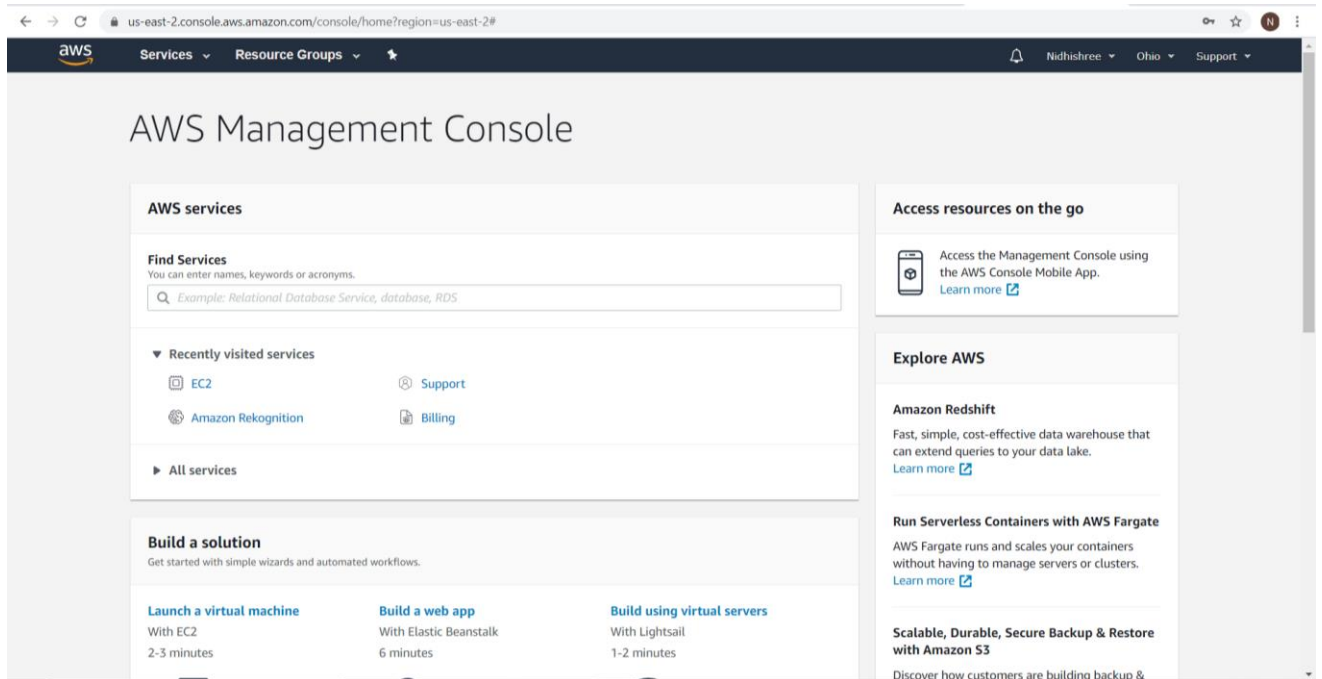 us-east-2.console.aws.amazon.com/console/home?region=us-east-2#
N
aws
Services
Resource Groups
Nidhishree
Ohio
Support
AWS Management Console
AWS services
Find Services
You can enter names, keywords or acronyms.
Example: Relational Database Service, database, RDS
Recently visited services
EC2
Support
Amazon Rekognition
Billing
All services
Build a solution
Get started with simple wizards and automated workflows.
Launch a virtual machine
With EC2
2-3 minutes
Build a web app
With Elastic Beanstalk
6 minutes
Build using virtual servers
With Lightsail
1-2 minutes
Access resources on the go
Access the Management Console using
the AWS Console Mobile App.
Learn more
Explore AWS
Amazon Redshift
Fast, simple, cost-effective data warehouse that
can extend queries to your data lake.
Learn more
Run Serverless Containers with AWS Fargate
AWS Fargate runs and scales your containers
without having to manage servers or clusters.
Learn more
Scalable, Durable, Secure Backup & Restore
with Amazon S3
Discover how customers are building backup &